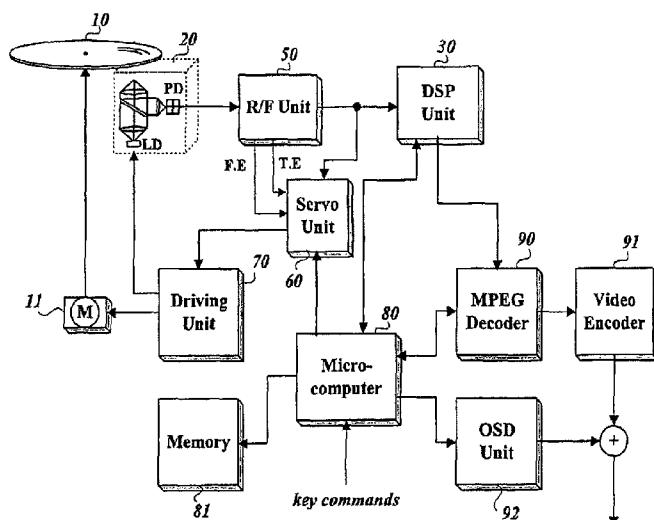 10
20
50
30
PD
R/F Unit
DSP
Unit
LD
F.E
T.E
Servo
Unit
60
70
90
91
11
M
Driving
Unit
80
MPEG
Decoder
Video
Encoder
Micro-
computer
Memory
OSD
Unit
+
81
key commands
92